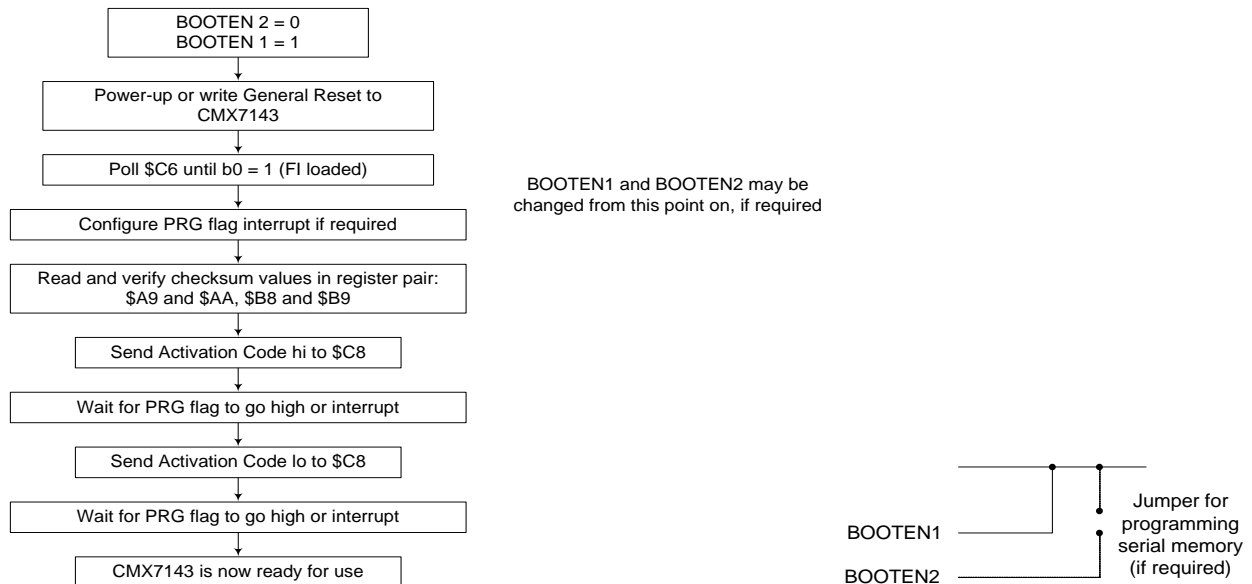 BOOTEN 2 = 0
BOOTEN 1 = 1
Power-up or write General Reset to
CMX7143
Poll $C6 until b0 = 1 (FI loaded)
BOOTEN1 and BOOTEN2 may be
changed from this point on, if required
Configure PRG flag interrupt if required
Read and verify checksum values in register pair:
$A9 and $AA, $B8 and $B9
Send Activation Code hi to $C8
Wait for PRG flag to go high or interrupt
Send Activation Code lo to $C8
Wait for PRG flag to go high or interrupt
CMX7143 is now ready for use
BOOTEN1
BOOTEN2
Jumper for
programming
serial memory
(if required)